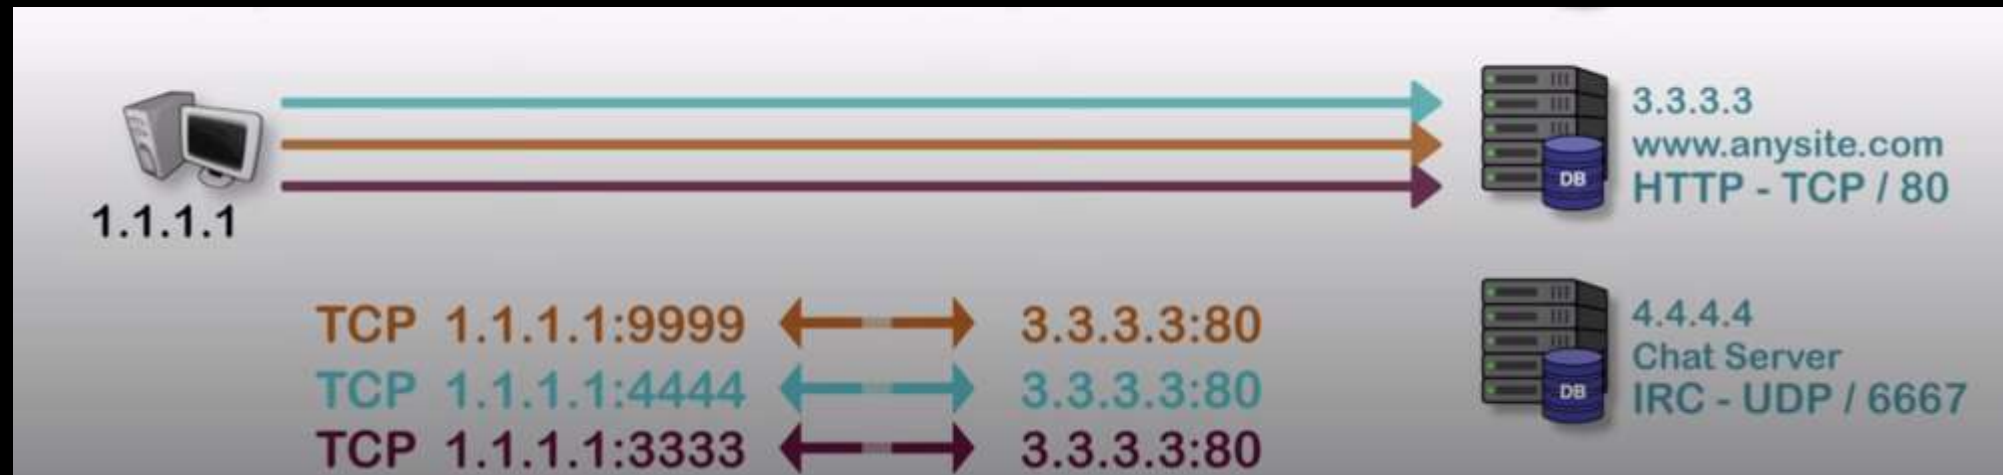 1.1.1.1
3.3.3.3
www.anysite.com
HTTP - TCP / 80
DB
TCP 1.1.1.1:9999 3.3.3.3:80
TCP 1.1.1.1:4444 3.3.3.3:80
TCP 1.1.1.1:3333 3.3.3.3:80
4.4.4.4
Chat Server
IRC - UDP / 6667
DB